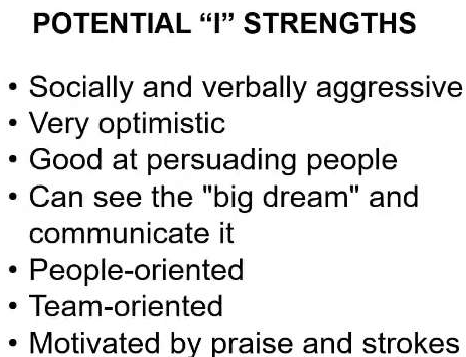 POTENTIAL “I” STRENGTHS
• Socially and verbally aggressive
• Very optimistic
• Good at persuading people
• Can see the "big dream" and
communicate it
• People-oriented
• Team-oriented
• Motivated by praise and strokes